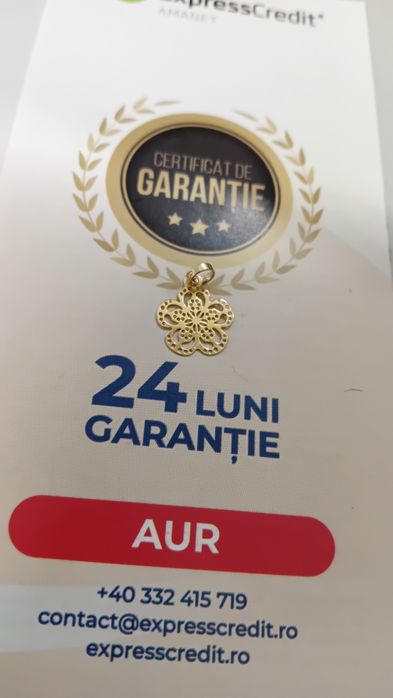 ExpressCredit®
AMANET
CERTIFICAT DE
GARANȚIE
24 LUNI
GARANȚIE
AUR
+40 332 415 719
contact@expresscredit.ro
expresscredit.ro